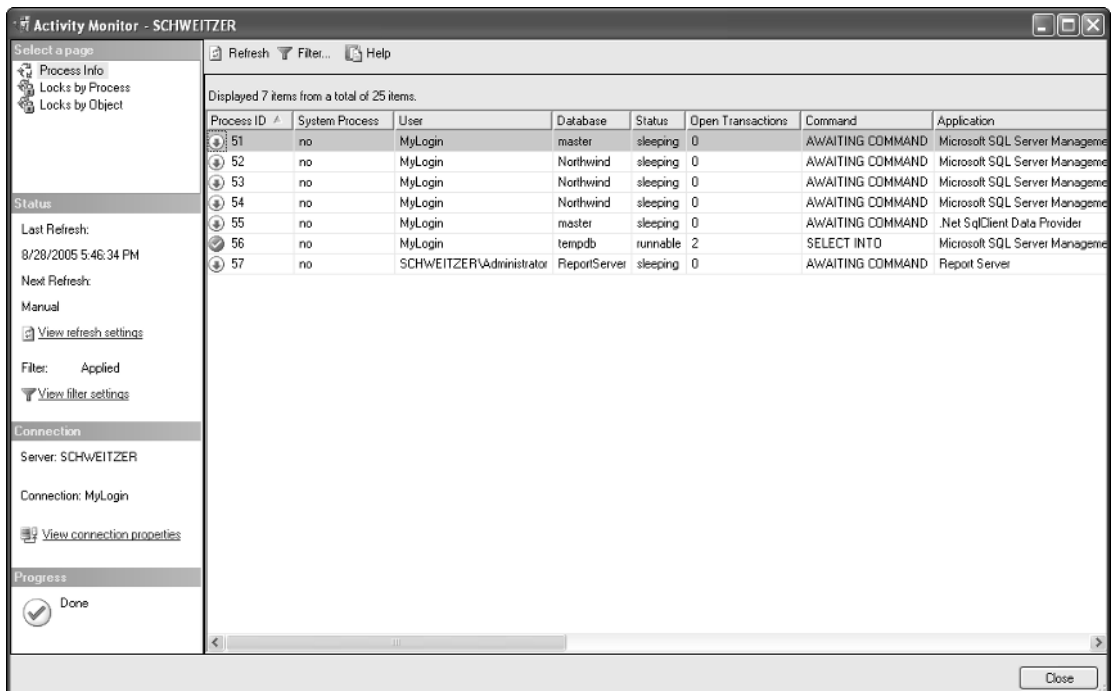 Activity Monitor - SCHWEITZER
Select a page
Process Info
Locks by Process
Locks by Object
Status
Last Refresh:
8/28/2005 5:46:34 PM
Next Refresh:
Manual
View refresh settings
Filter: Applied
View filter settings
Connection
Server: SCHWEITZER
Connection: MyLogin
View connection properties
Progress
Done
Refresh Filter... Help
Displayed 7 items from a total of 25 items.
Process ID System Process User Database Status Open Transactions Command Application
51 no MyLogin master sleeping 0 AWAITING COMMAND Microsoft SQL Server Manageme
52 no MyLogin Northwind sleeping 0 AWAITING COMMAND Microsoft SQL Server Manageme
53 no MyLogin Northwind sleeping 0 AWAITING COMMAND Microsoft SQL Server Manageme
54 no MyLogin Northwind sleeping 0 AWAITING COMMAND Microsoft SQL Server Manageme
55 no MyLogin master sleeping 0 AWAITING COMMAND .Net SqlClient Data Provider
56 no MyLogin tempdb runnable 2 SELECT INTO Microsoft SQL Server Manageme
57 no SCHWEITZER\Administrator ReportServer sleeping 0 AWAITING COMMAND Report Server
Close